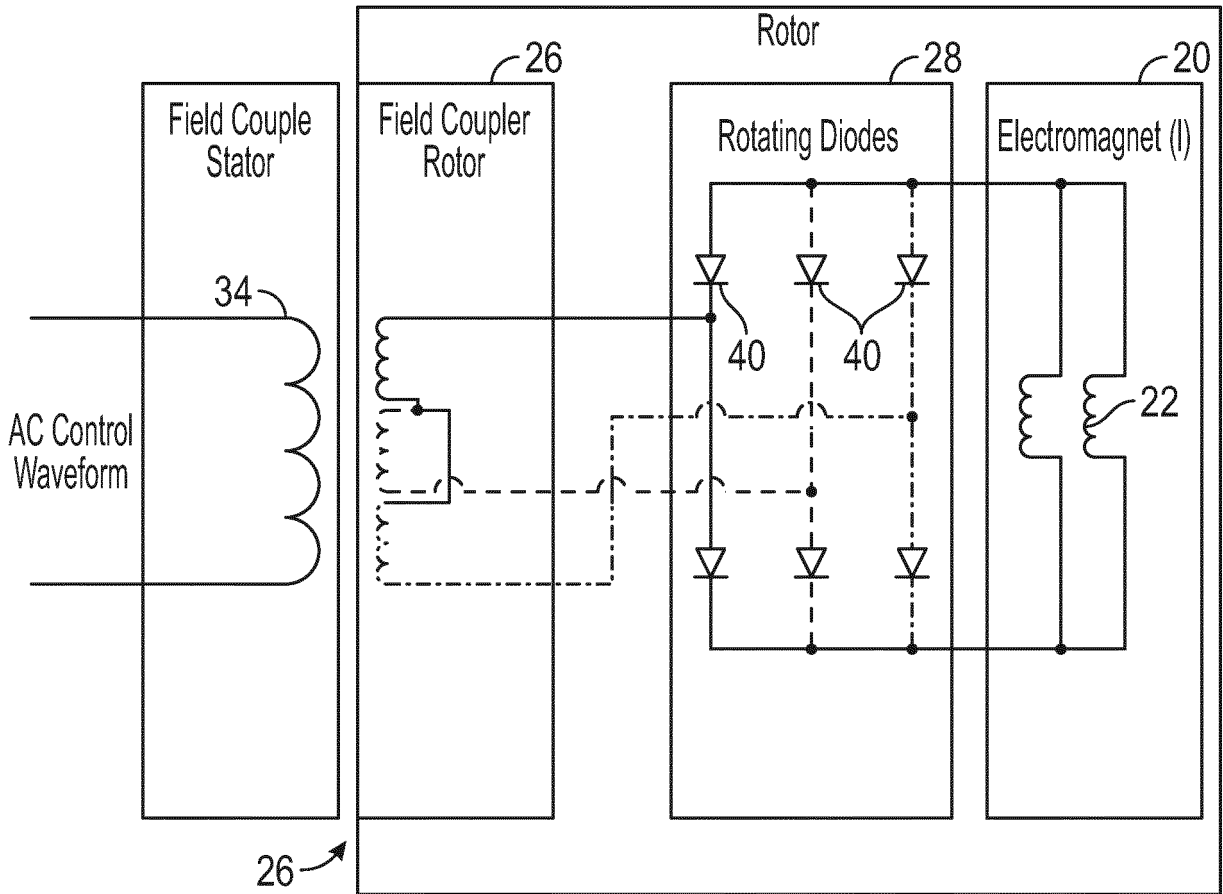 Rotor
26
28
20
Field Couple
Stator
Field Coupler
Rotor
Rotating Diodes
Electromagnet (I)
34
40
40
22
AC Control
Waveform
26